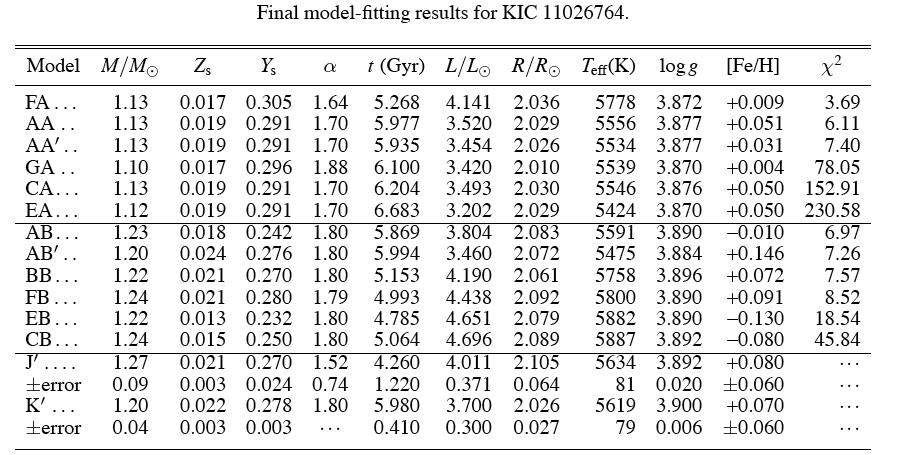 Final model-fitting results for KIC 11026764.
Model M/M⊙ Zs Ys α t (Gyr) L/L⊙ R/R⊙ Teff(K) log g [Fe/H] χ²
FA... 1.13 0.017 0.305 1.64 5.268 4.141 2.036 5778 3.872 +0.009 3.69
AA .. 1.13 0.019 0.291 1.70 5.977 3.520 2.029 5556 3.877 +0.051 6.11
AA′.. 1.13 0.019 0.291 1.70 5.935 3.454 2.026 5534 3.877 +0.031 7.40
GA .. 1.10 0.017 0.296 1.88 6.100 3.420 2.010 5539 3.870 +0.004 78.05
CA... 1.13 0.019 0.291 1.70 6.204 3.493 2.030 5546 3.876 +0.050 152.91
EA... 1.12 0.019 0.291 1.70 6.683 3.202 2.029 5424 3.870 +0.050 230.58
AB... 1.23 0.018 0.242 1.80 5.869 3.804 2.083 5591 3.890 −0.010 6.97
AB′.. 1.20 0.024 0.276 1.80 5.994 3.460 2.072 5475 3.884 +0.146 7.26
BB... 1.22 0.021 0.270 1.80 5.153 4.190 2.061 5758 3.896 +0.072 7.57
FB... 1.24 0.021 0.280 1.79 4.993 4.438 2.092 5800 3.890 +0.091 8.52
EB... 1.22 0.013 0.232 1.80 4.785 4.651 2.079 5882 3.890 −0.130 18.54
CB... 1.24 0.015 0.250 1.80 5.064 4.696 2.089 5887 3.892 −0.080 45.84
J′.... 1.27 0.021 0.270 1.52 4.260 4.011 2.105 5634 3.892 +0.080 ...
±error 0.09 0.003 0.024 0.74 1.220 0.371 0.064 81 0.020 ±0.060 ...
K′ ... 1.20 0.022 0.278 1.80 5.980 3.700 2.026 5619 3.900 +0.070 ...
±error 0.04 0.003 0.003 ... 0.410 0.300 0.027 79 0.006 ±0.060 ...